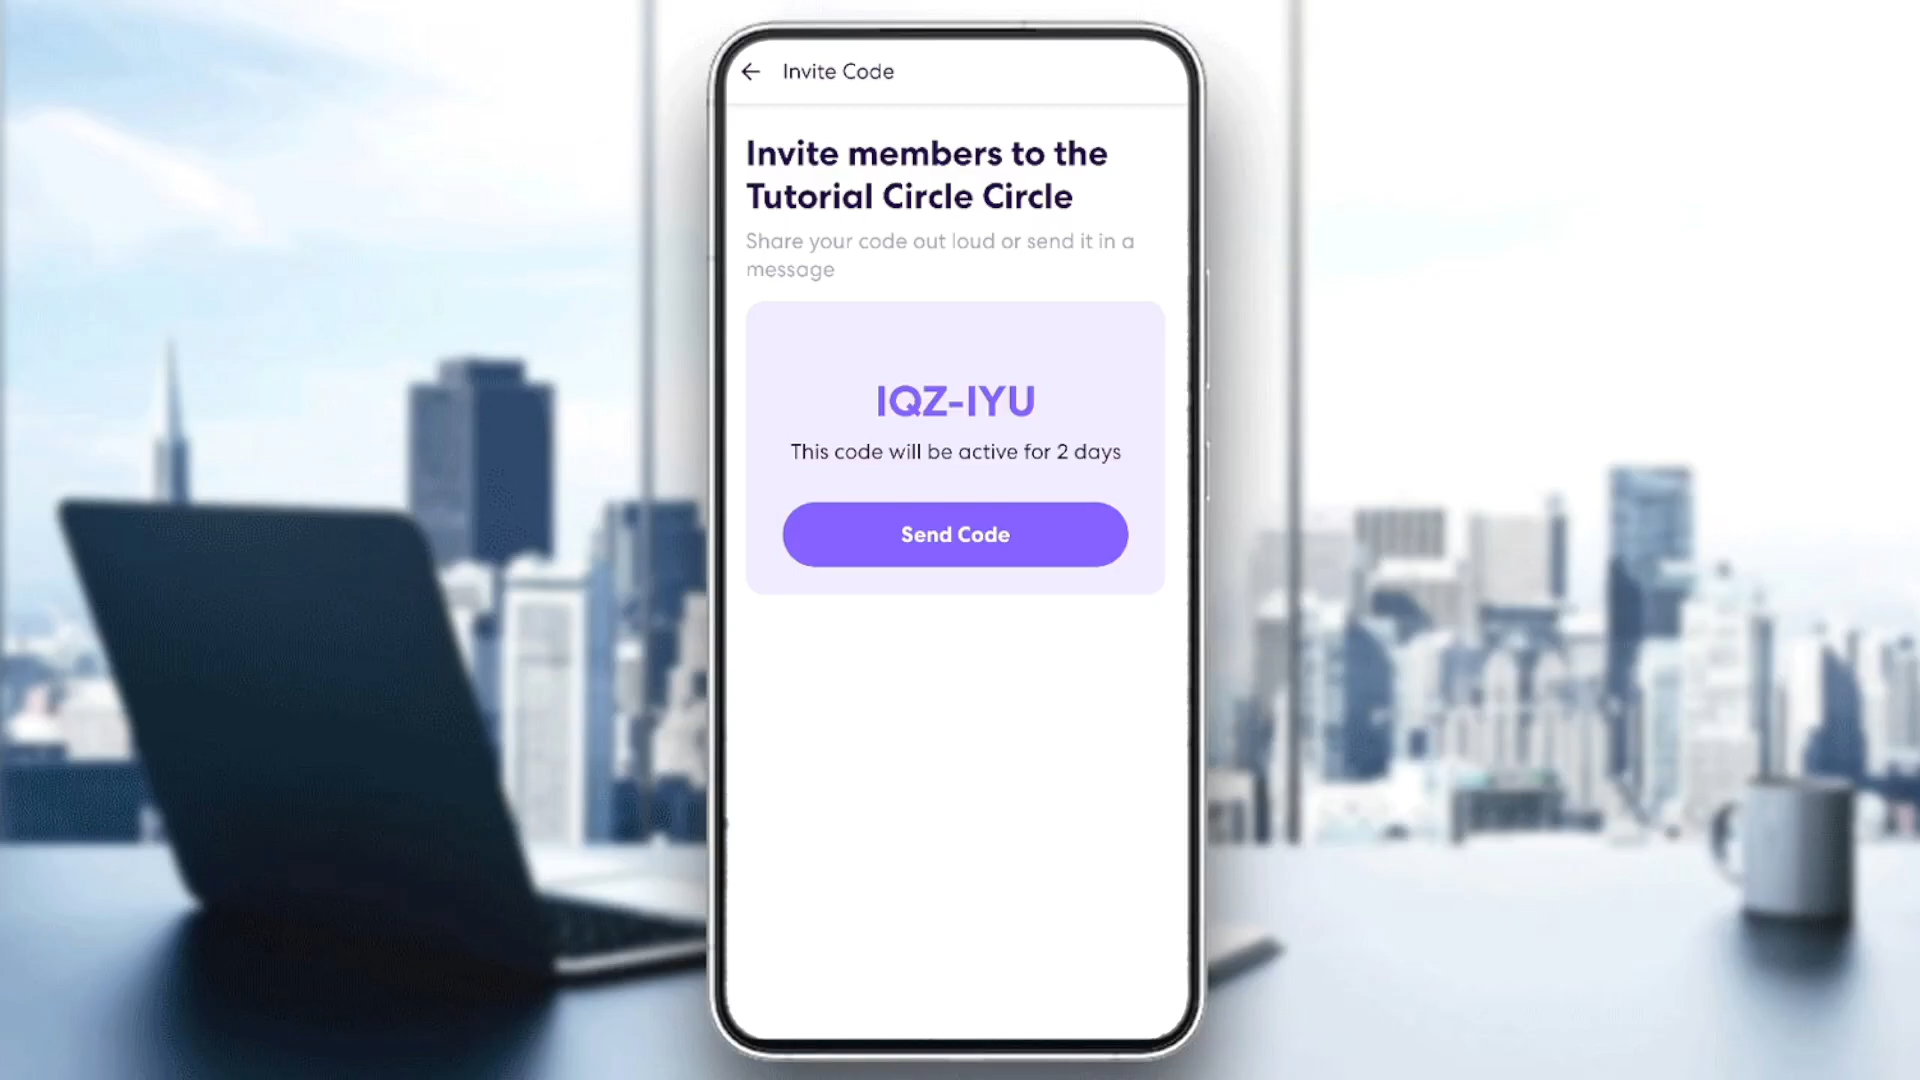 Invite Code
Invite members to the
Tutorial Circle Circle
Share your code out loud or send it in a
message
IQZ-IYU
This code will be active for 2 days
Send Code